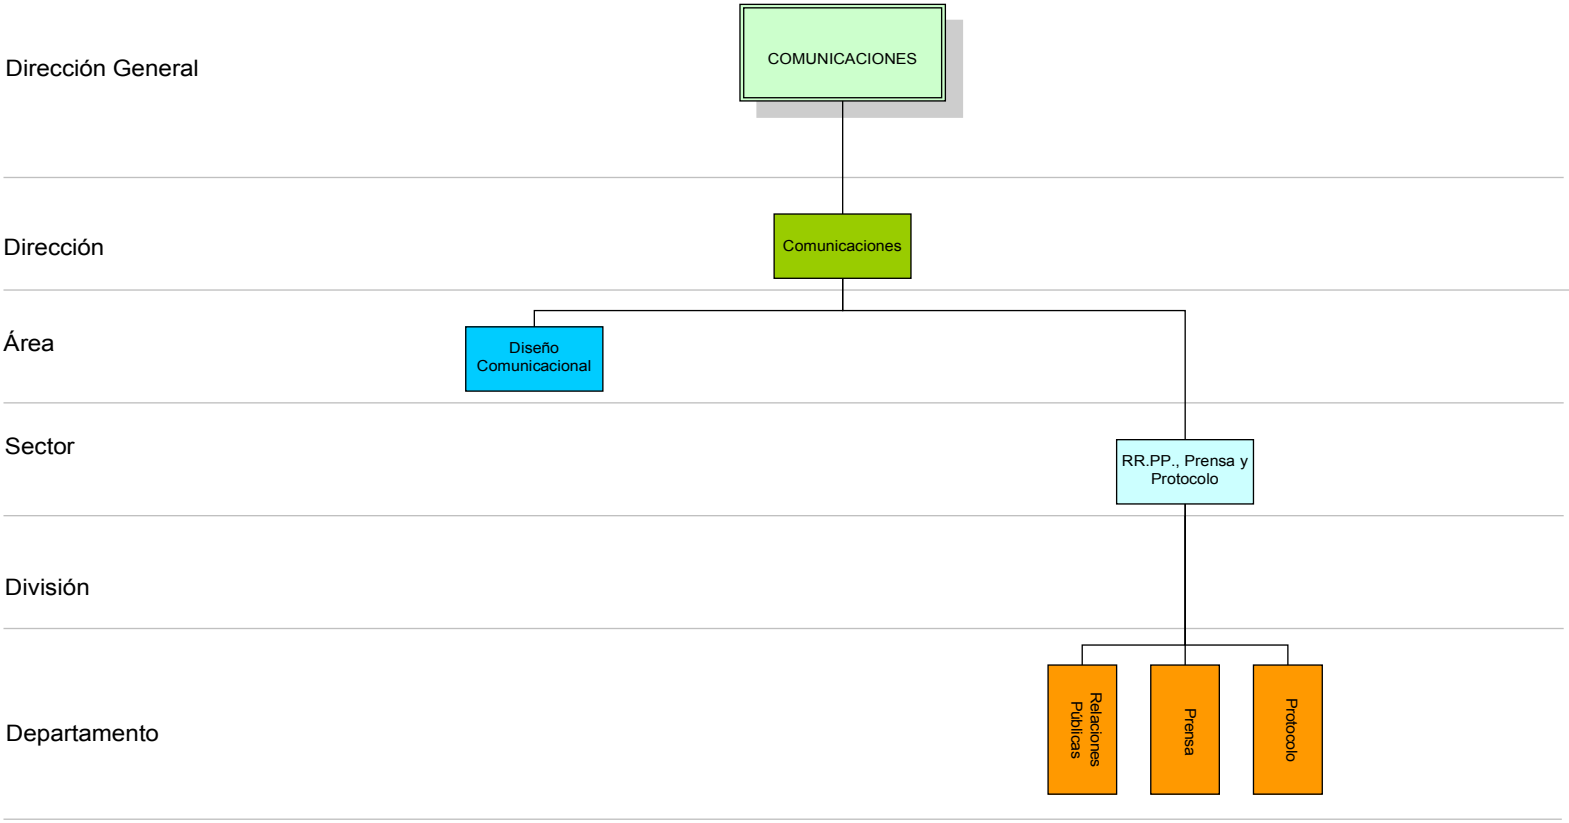 Dirección General
COMUNICACIONES
Dirección
Comunicaciones
Área
Diseño
Comunicacional
Sector
RR.PP., Prensa y
Protocolo
División
Departamento
Relaciones
Públicas
Prensa
Protocolo